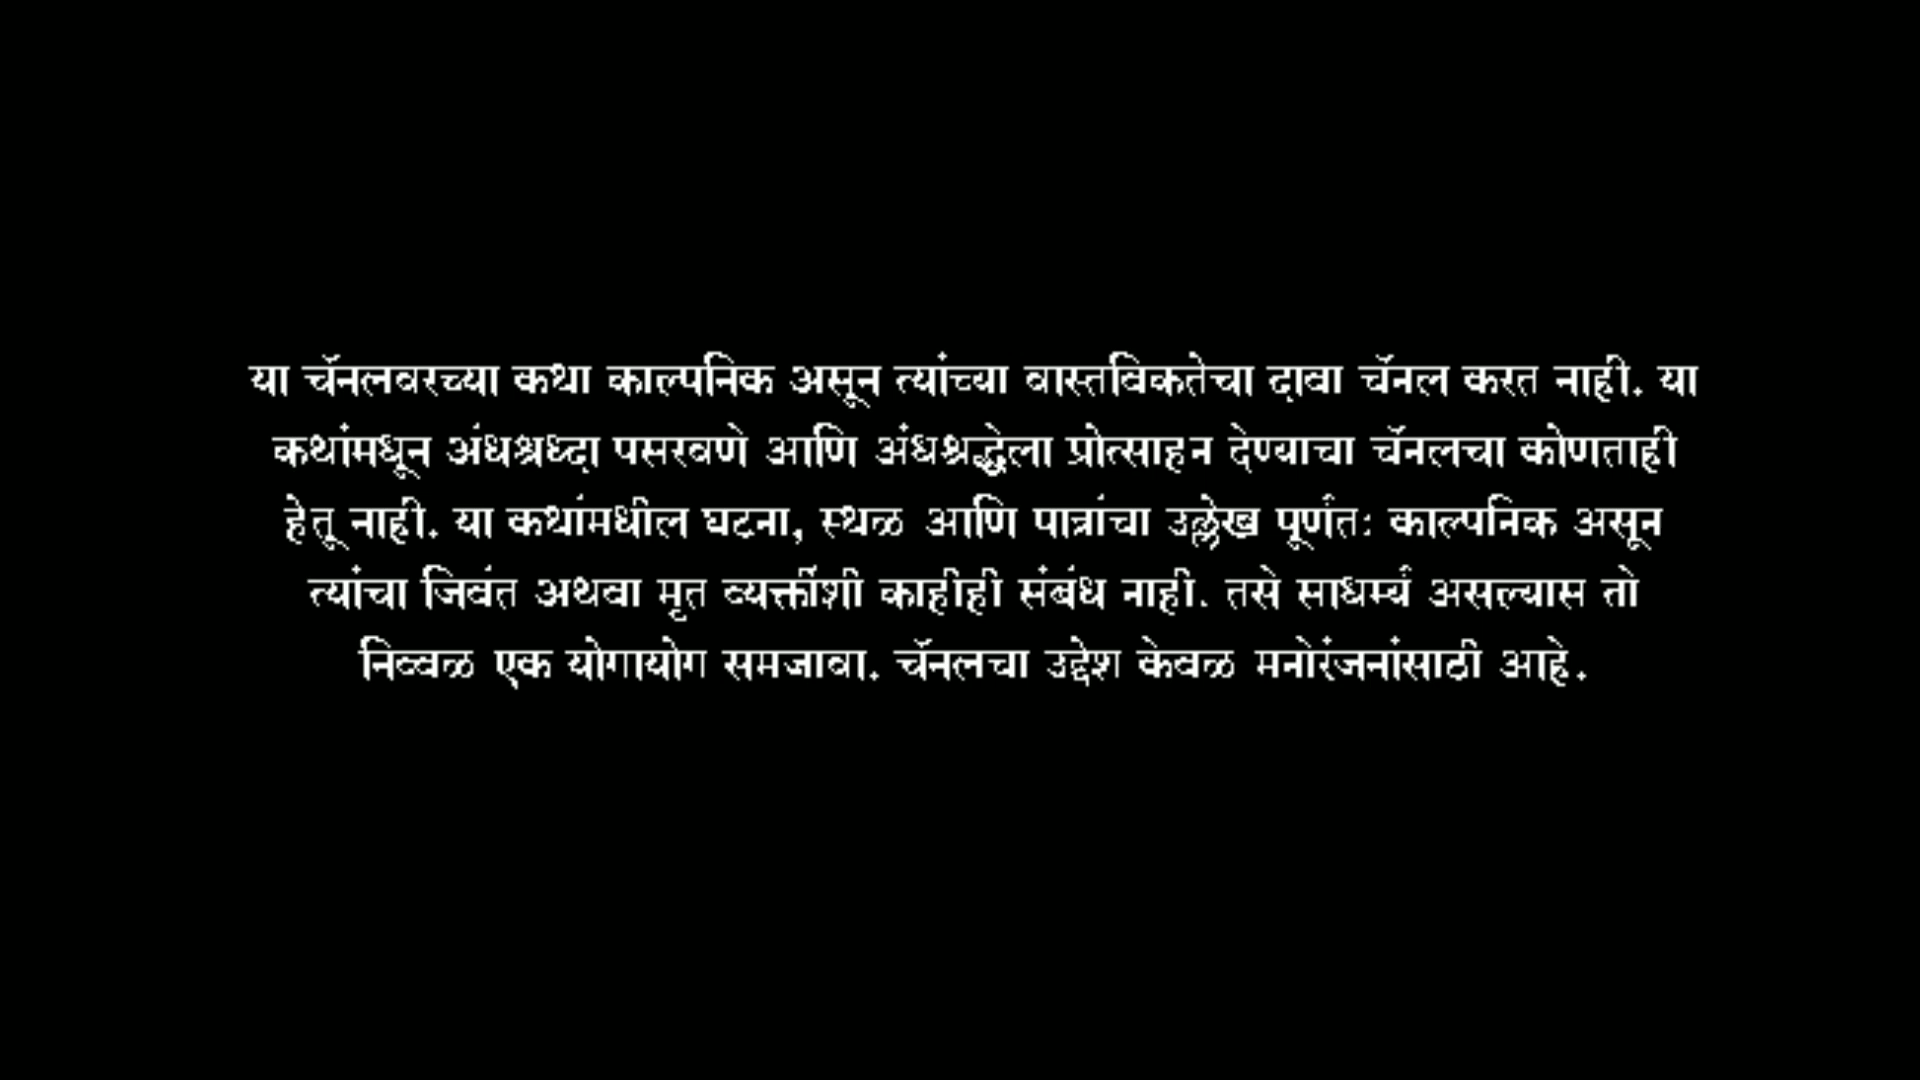 या चॅनलवरच्या कथा काल्पनिक असून त्यांच्या वास्तविकतेचा दावा चॅनल करत नाही. या
कथांमधून अंधश्रध्दा पसरवणे आणि अंधश्रद्धेला प्रोत्साहन देण्याचा चॅनलचा कोणताही
हेतू नाही. या कथांमधील घटना, स्थळ आणि पात्रांचा उल्लेख पूर्णतः काल्पनिक असून
त्यांचा जिवंत अथवा मृत व्यक्तींशी काहीही संबंध नाही. तसे साधर्म्य असल्यास तो
निव्वळ एक योगायोग समजावा. चॅनलचा उद्देश केवळ मनोरंजनांसाठी आहे.